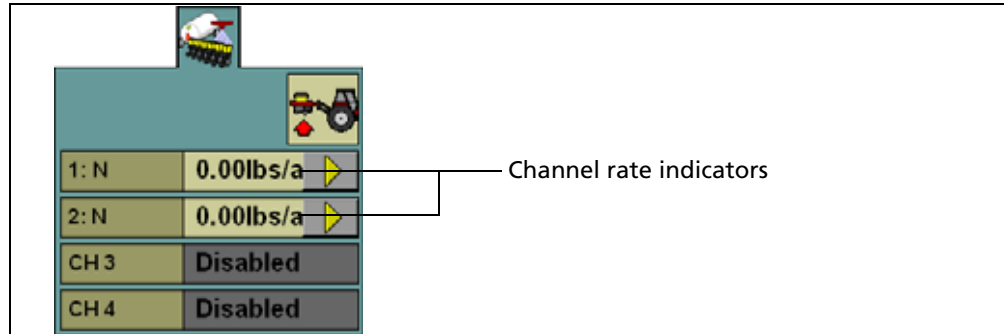 1: N 0.00lbs/a
Channel rate indicators
2: N 0.00lbs/a
CH 3 Disabled
CH 4 Disabled